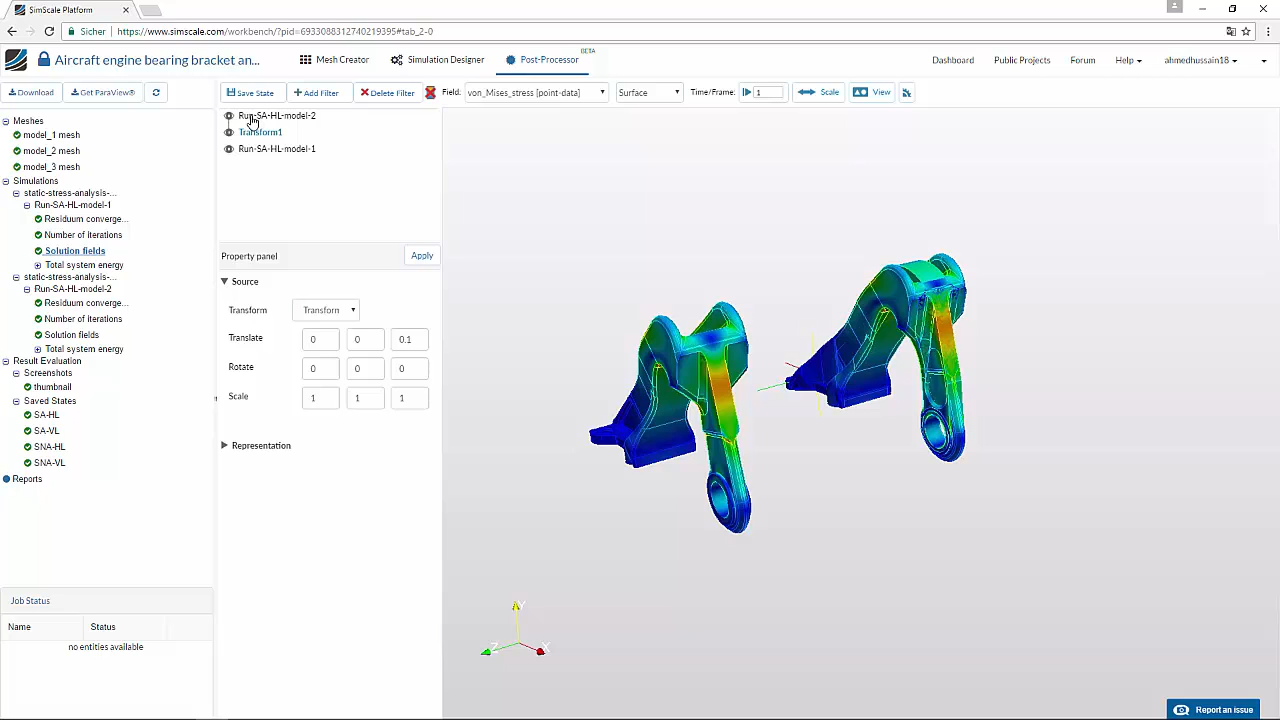 SimScale Platform
Sicher
https://www.simscale.com/workbench/?pid=6933088312740219395#tab_2-0
Aircraft engine bearing bracket an...
Mesh Creator
Simulation Designer
Post-Processor
BETA
Dashboard
Public Projects
Forum
Help
ahmedhussain18
Download
Get ParaView®
Save State
Add Filter
Delete Filter
Field:
von_Mises_stress [point-data]
Surface
Time/Frame:
1
Scale
View
Meshes
model_1 mesh
model_2 mesh
model_3 mesh
Simulations
static-stress-analysis-...
Run-SA-HL-model-1
Residuum converge...
Number of iterations
Solution fields
Total system energy
static-stress-analysis-...
Run-SA-HL-model-2
Residuum converge...
Number of iterations
Solution fields
Total system energy
Result Evaluation
Screenshots
thumbnail
Saved States
SA-HL
SA-VL
SNA-HL
SNA-VL
Reports
Job Status
Name Status
no entities available
Run-SA-HL-model-2
Transform1
Run-SA-HL-model-1
Property panel
Apply
Source
Transform Transform
Translate 0 0 0.1
Rotate 0 0 0
Scale 1 1 1
Representation
Y
Z
X
Report an issue